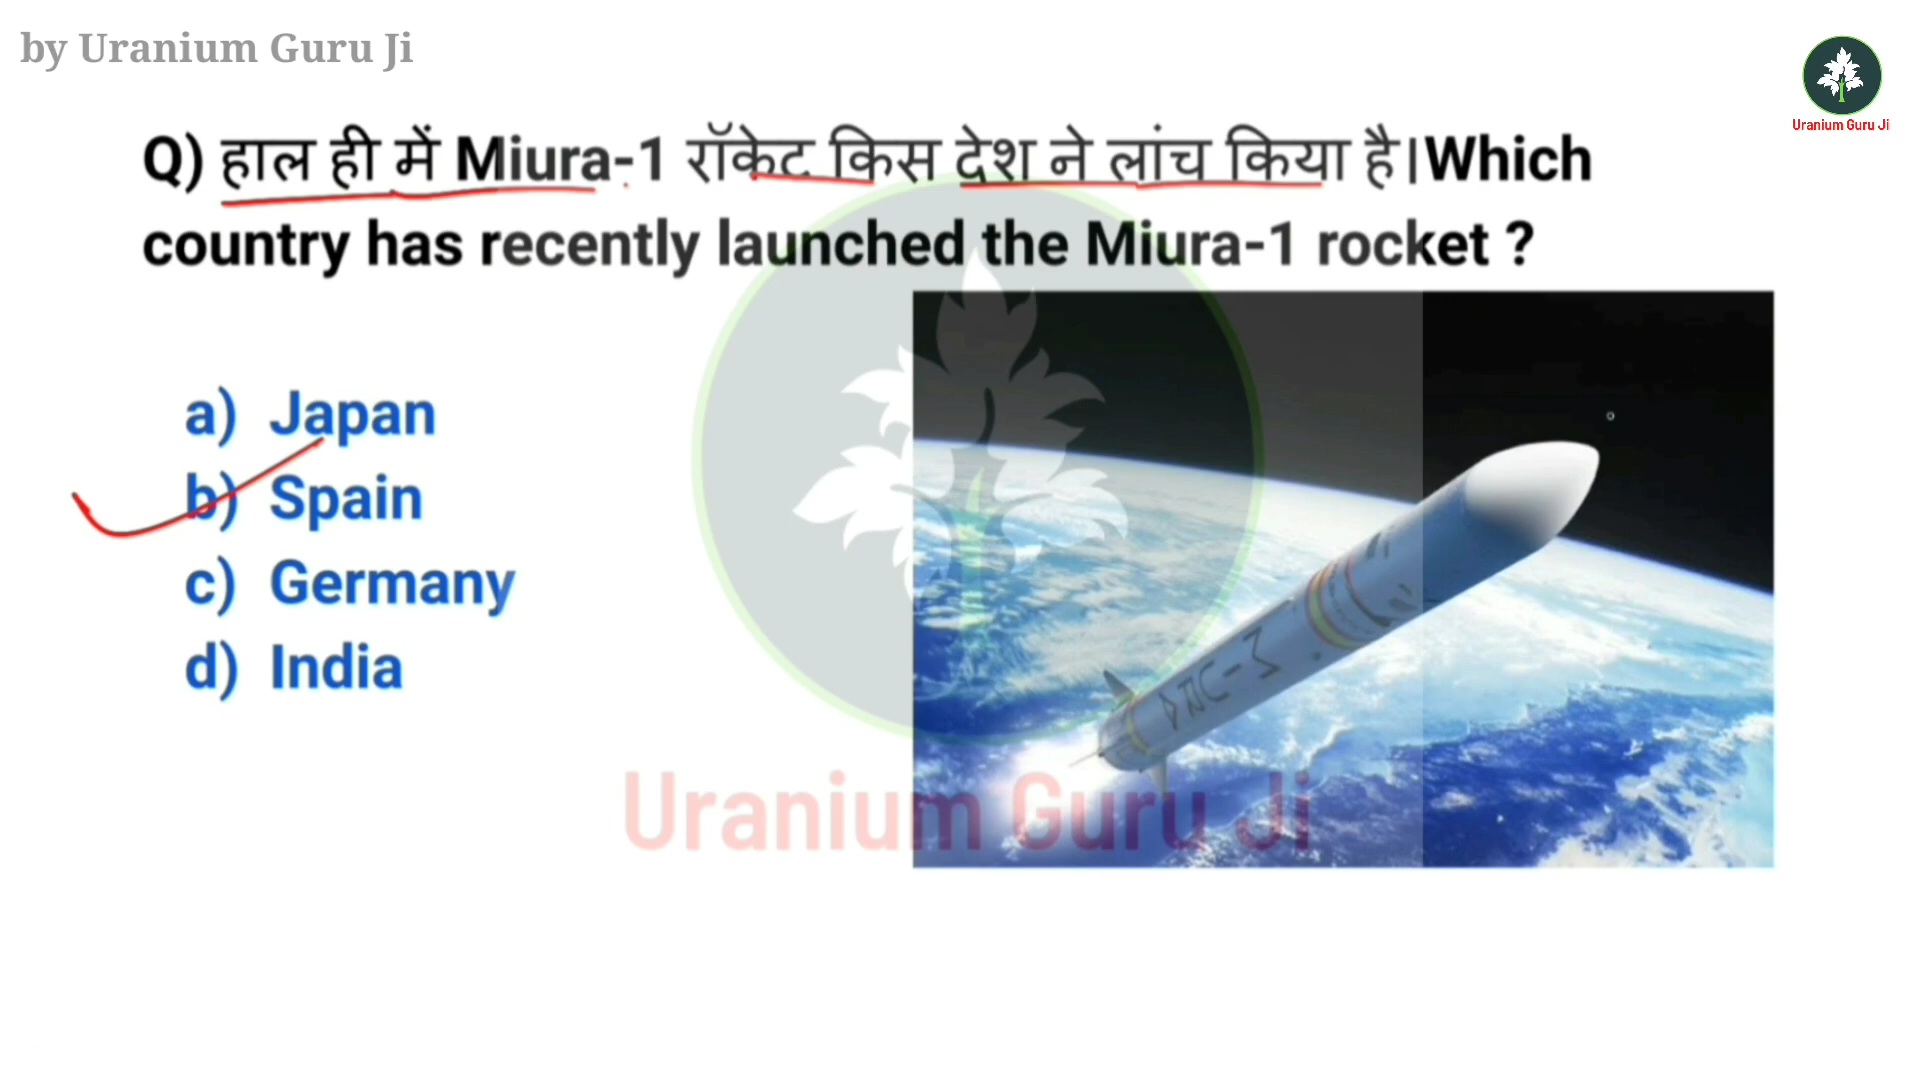 by Uranium Guru Ji
Uranium Guru Ji
Q) हाल ही में Miura-1 रॉकेट किस देश ने लांच किया है।Which
country has recently launched the Miura-1 rocket ?
a) Japan
b) Spain
c) Germany
d) India
Uranium Guru Ji